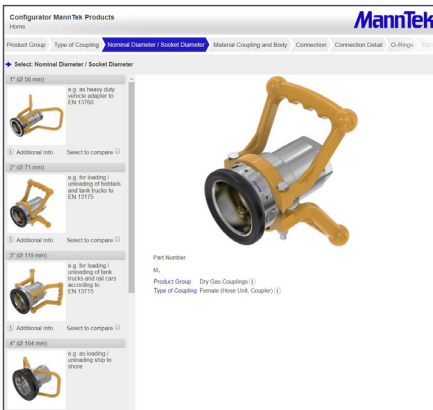 Configurator MannTek Products
Home
MannTek
Product Group
Type of Coupling
Nominal Diameter / Socket Diameter
Material Coupling and Body
Connection
Connection Detail
O-Rings
Select: Nominal Diameter / Socket Diameter
1" (Ø 56 mm)
e.g. as heavy duty
vehicle adapter to
EN 13760
Additional Info
Select to compare
2" (Ø 71 mm)
e.g. for loading /
unloading of bobtails
and tank trucks to
EN 13175
Additional Info
Select to compare
3" (Ø 119 mm)
e.g. for loading /
unloading of tank
trucks and rail cars
according to
EN 13715
Additional Info
Select to compare
4" (Ø 164 mm)
e.g. as loading /
unloading ship to
shore
Part Number
M.
Product Group Dry Gas Couplings
Type of Coupling Female (Hose Unit, Coupler)